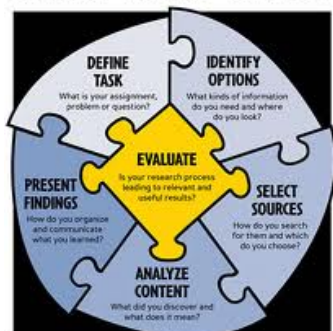 DEFINE
TASK
What is your assignment,
problem or question?
IDENTIFY
OPTIONS
What kinds of information
do you need and where
do you look?
SELECT
SOURCES
How do you search
for them and which
do you choose?
ANALYZE
CONTENT
What did you discover and
what does it mean?
PRESENT
FINDINGS
How do you organize
and communicate
what you learned?
EVALUATE
Is your research process
leading to relevant and
useful results?